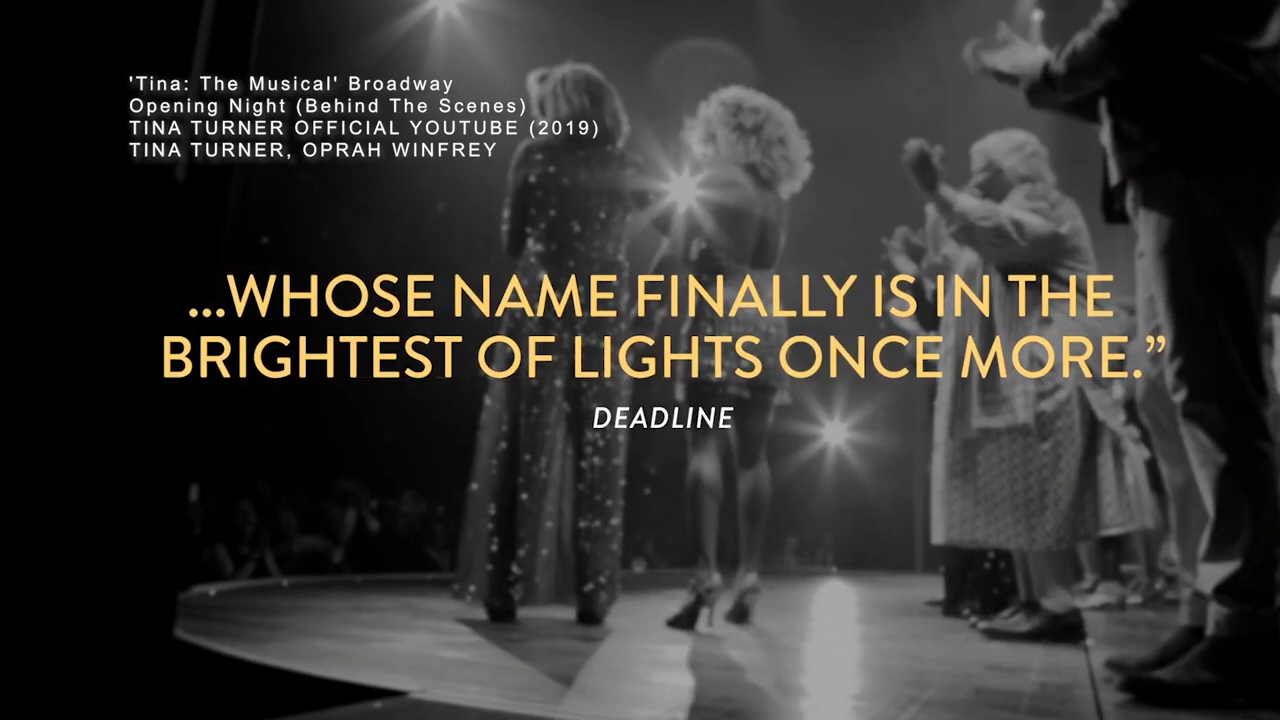 'Tina: The Musical' Broadway
Opening Night (Behind The Scenes)
TINA TURNER OFFICIAL YOUTUBE (2019)
TINA TURNER, OPRAH WINFREY
...WHOSE NAME FINALLY IS IN THE
BRIGHTEST OF LIGHTS ONCE MORE.”
DEADLINE